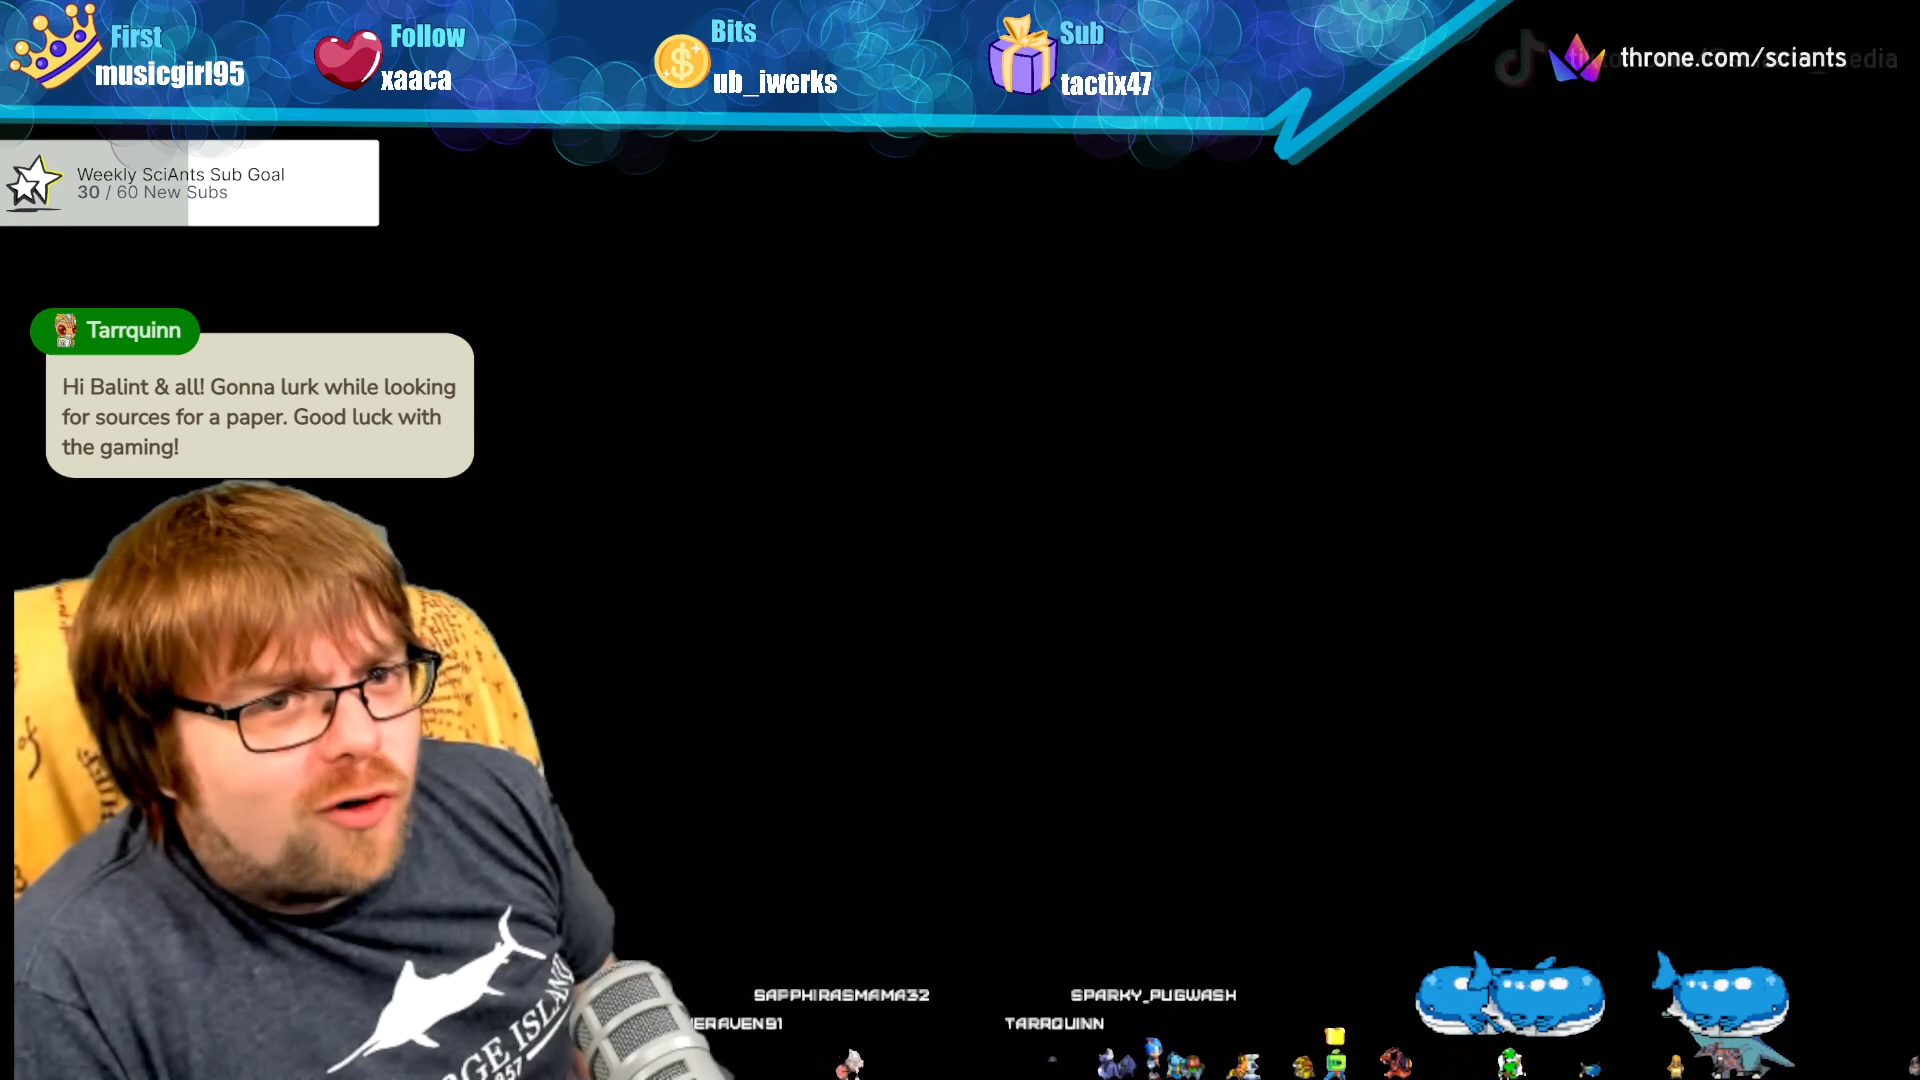 First
musicgirl95
Follow
xaaca
Bits
ub_iwerks
Sub
tactix47
throne.com/sciants
edia
Weekly SciAnts Sub Goal
30 / 60 New Subs
Tarrquinn
Hi Balint & all! Gonna lurk while looking
for sources for a paper. Good luck with
the gaming!
of
SAPPHIRASMAMA32
SPARKY_PUGWASH
ERAVEN91
TARRQUINN